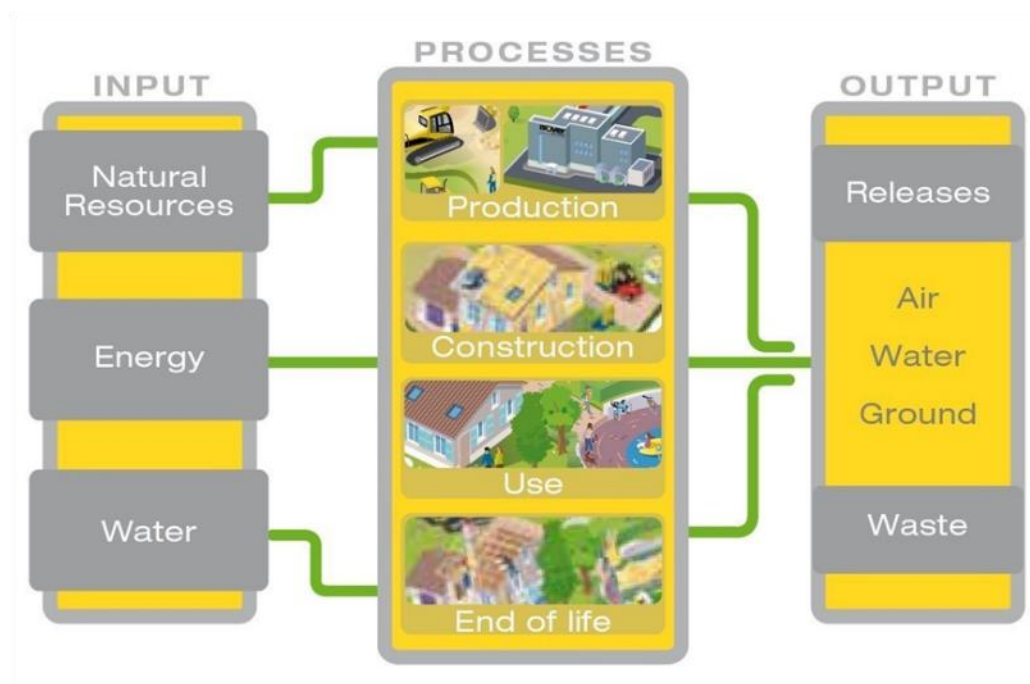 INPUT
Natural
Resources
Energy
Water
PROCESSES
Production
Construction
Use
End of life
OUTPUT
Releases
Air
Water
Ground
Waste